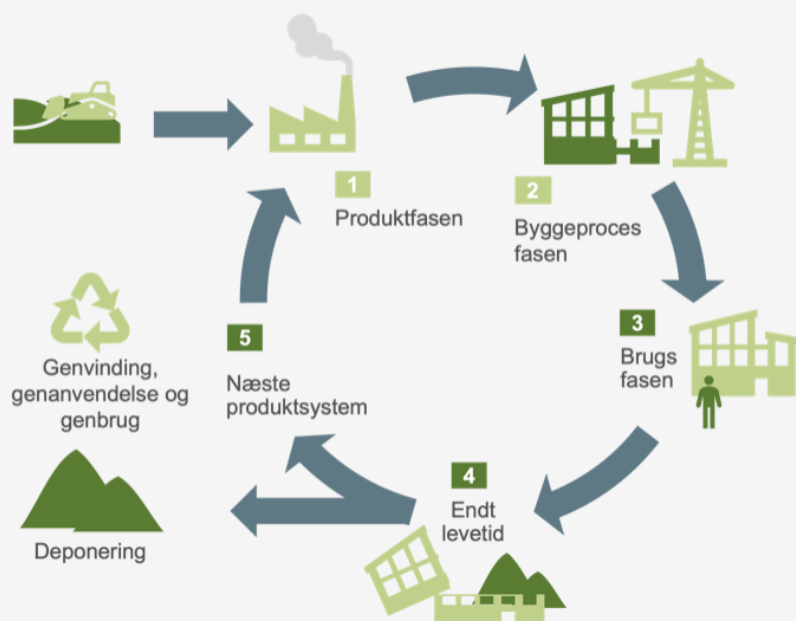 1
Produktfasen
2
Byggeproces
fasen
3
Brugs
fasen
4
Endt
levetid
5
Næste
produktsystem
Genvinding,
genanvendelse og
genbrug
Deponering